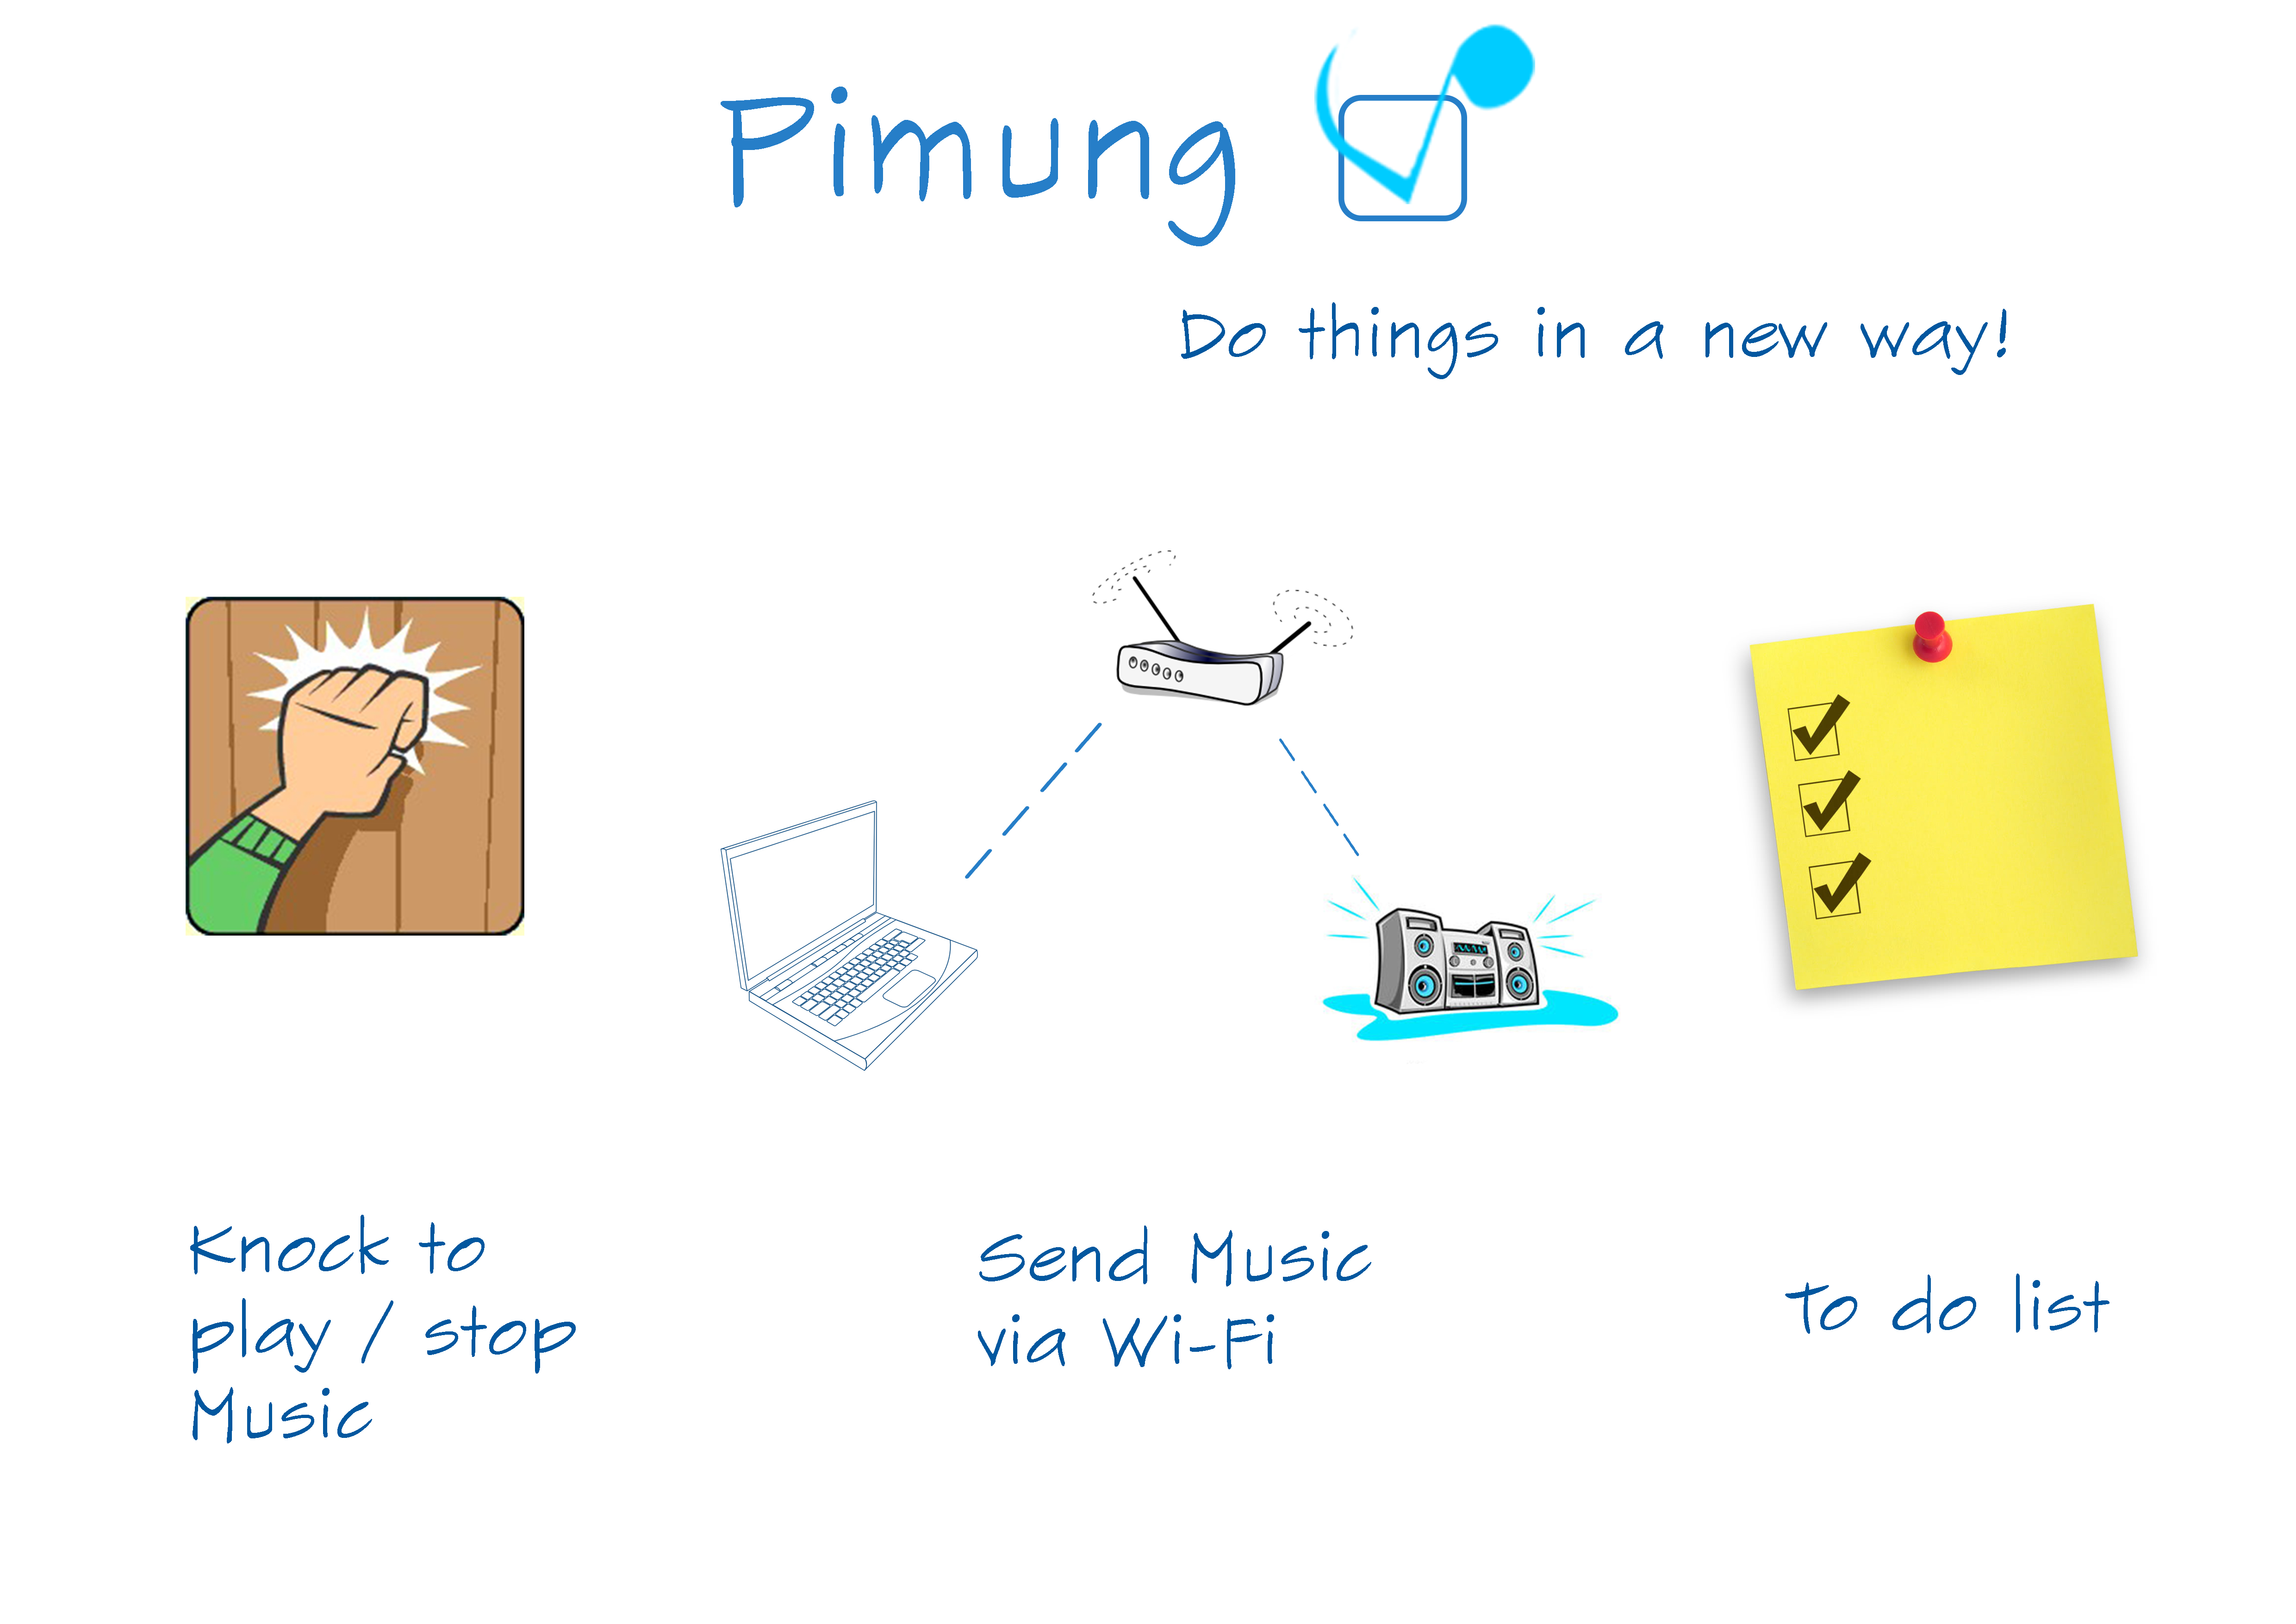 Pimung
Do things in a new way!
Knock to
play / stop
Music
Send Music
via Wi-Fi
To do list